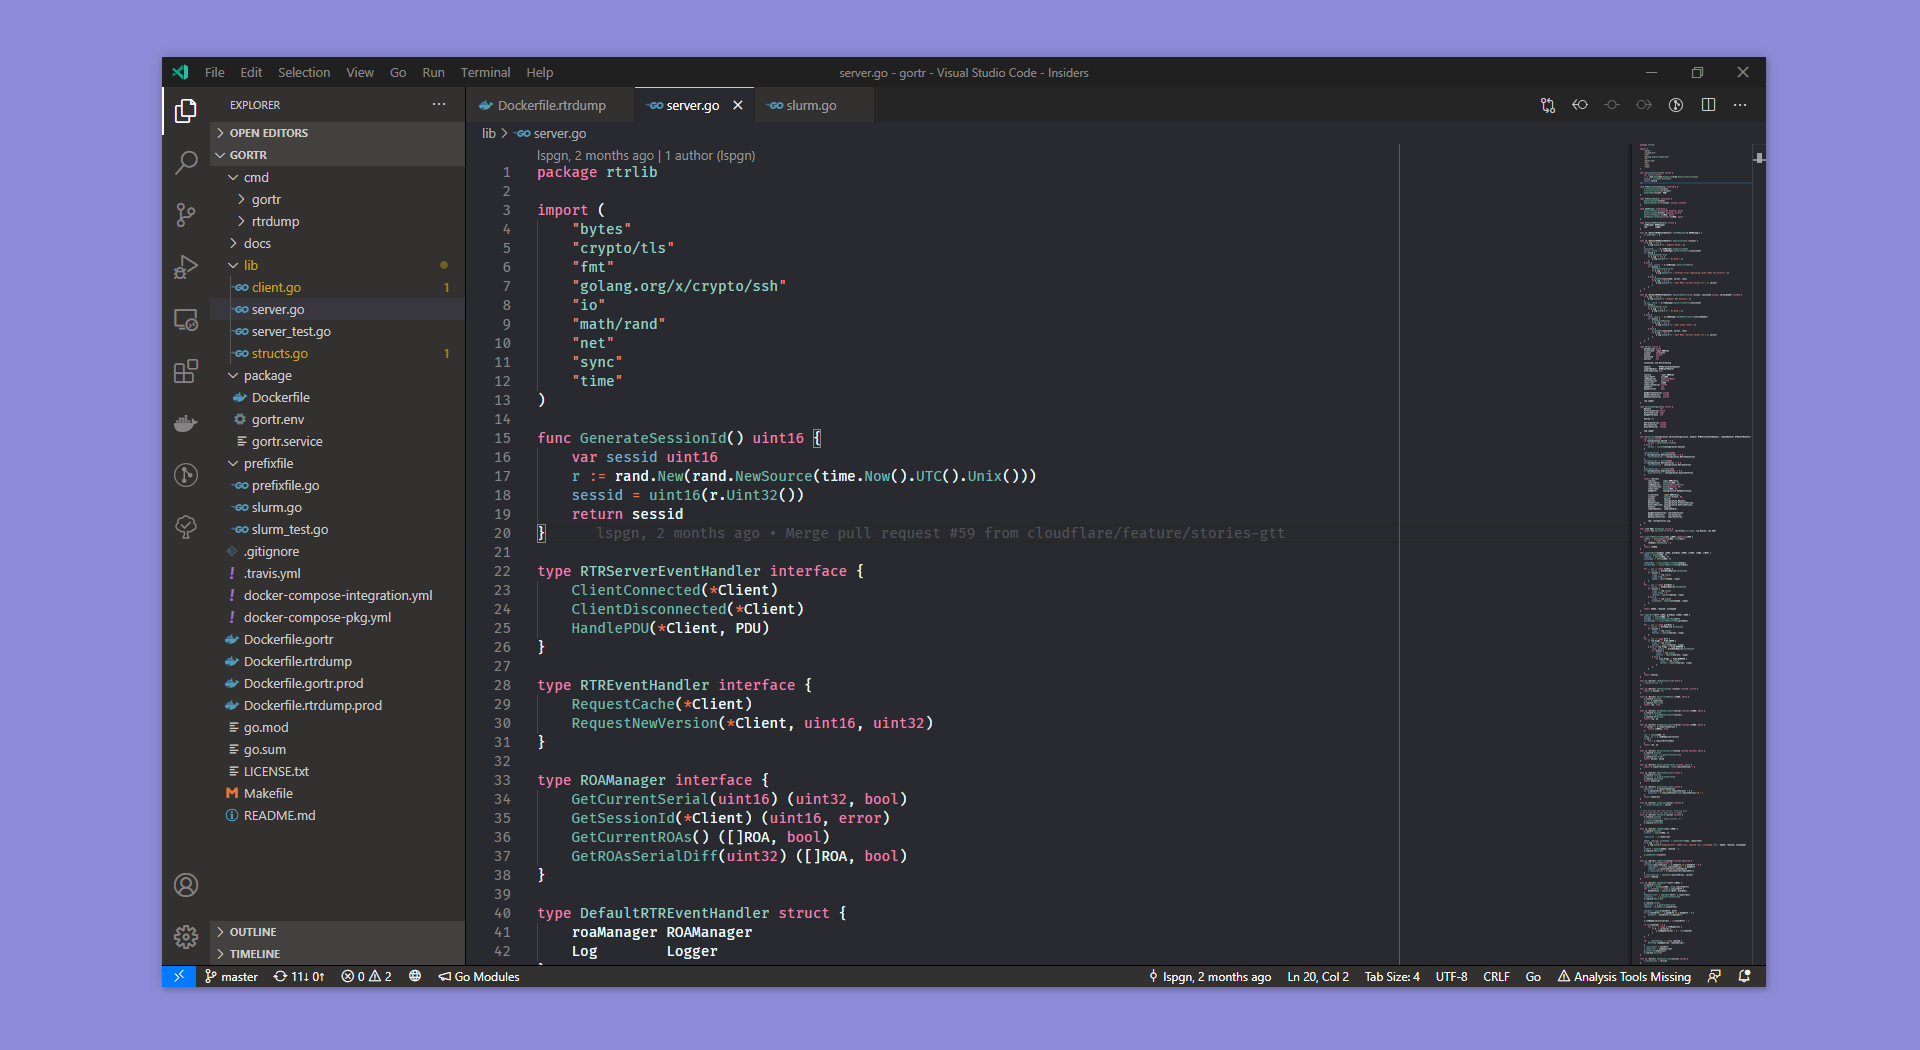 File Edit Selection View Go Run Terminal Help
server.go - gortr - Visual Studio Code - Insiders
EXPLORER
OPEN EDITORS
GORTR
cmd
gortr
rtrdump
docs
lib
client.go 1
server.go
server_test.go
structs.go 1
package
Dockerfile
gortr.env
gortr.service
prefixfile
prefixfile.go
slurm.go
slurm_test.go
.gitignore
.travis.yml
docker-compose-integration.yml
docker-compose-pkg.yml
Dockerfile.gortr
Dockerfile.rtrdump
Dockerfile.gortr.prod
Dockerfile.rtrdump.prod
go.mod
go.sum
LICENSE.txt
Makefile
README.md
OUTLINE
TIMELINE
Dockerfile.rtrdump
server.go
slurm.go
lib > server.go
lspgn, 2 months ago | 1 author (lspgn)
1 package rtrlib
2
3 import (
4 "bytes"
5 "crypto/tls"
6 "fmt"
7 "golang.org/x/crypto/ssh"
8 "io"
9 "math/rand"
10 "net"
11 "sync"
12 "time"
13 )
14
15 func GenerateSessionId() uint16 {
16 var sessid uint16
17 r := rand.New(rand.NewSource(time.Now().UTC().Unix()))
18 sessid = uint16(r.Uint32())
19 return sessid
20 } lspgn, 2 months ago • Merge pull request #59 from cloudflare/feature/stories-gtt
21
22 type RTRServerEventHandler interface {
23 ClientConnected(*Client)
24 ClientDisconnected(*Client)
25 HandlePDU(*Client, PDU)
26 }
27
28 type RTREventHandler interface {
29 RequestCache(*Client)
30 RequestNewVersion(*Client, uint16, uint32)
31 }
32
33 type ROAManager interface {
34 GetCurrentSerial(uint16) (uint32, bool)
35 GetSessionId(*Client) (uint16, error)
36 GetCurrentROAs() ([]ROA, bool)
37 GetROAsSerialDiff(uint32) ([]ROA, bool)
38 }
39
40 type DefaultRTREventHandler struct {
41 roaManager ROAManager
42 Log Logger
master 11↓ 0↑ 0 2 Go Modules
lspgn, 2 months ago Ln 20, Col 2 Tab Size: 4 UTF-8 CRLF Go Analysis Tools Missing